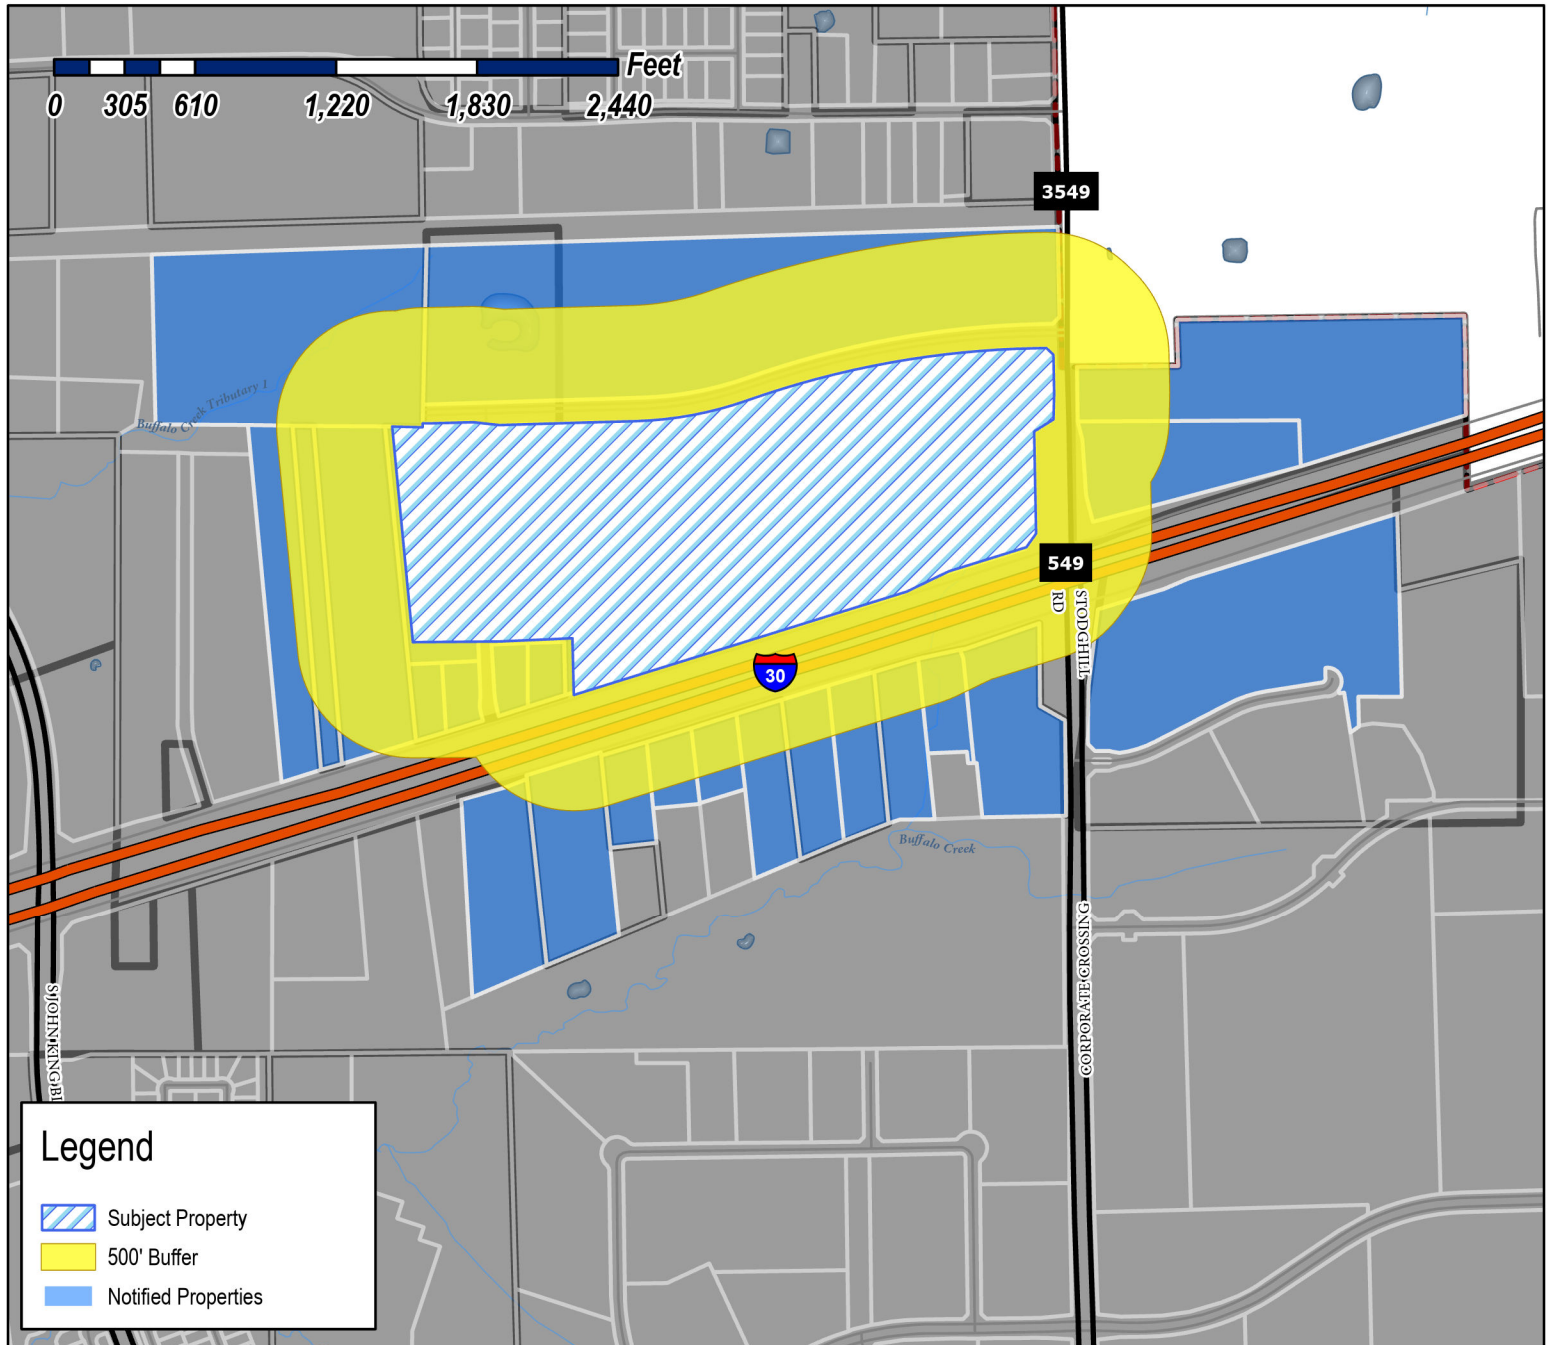 Feet
0 305 610 1,220 1,830 2,440
3549
Buffalo Creek Tributary 1
549
STODGHILL
RD
30
Buffalo Creek
CORPORATE CROSSING
S JOHN KING BL
Legend
Subject Property
500' Buffer
Notified Properties